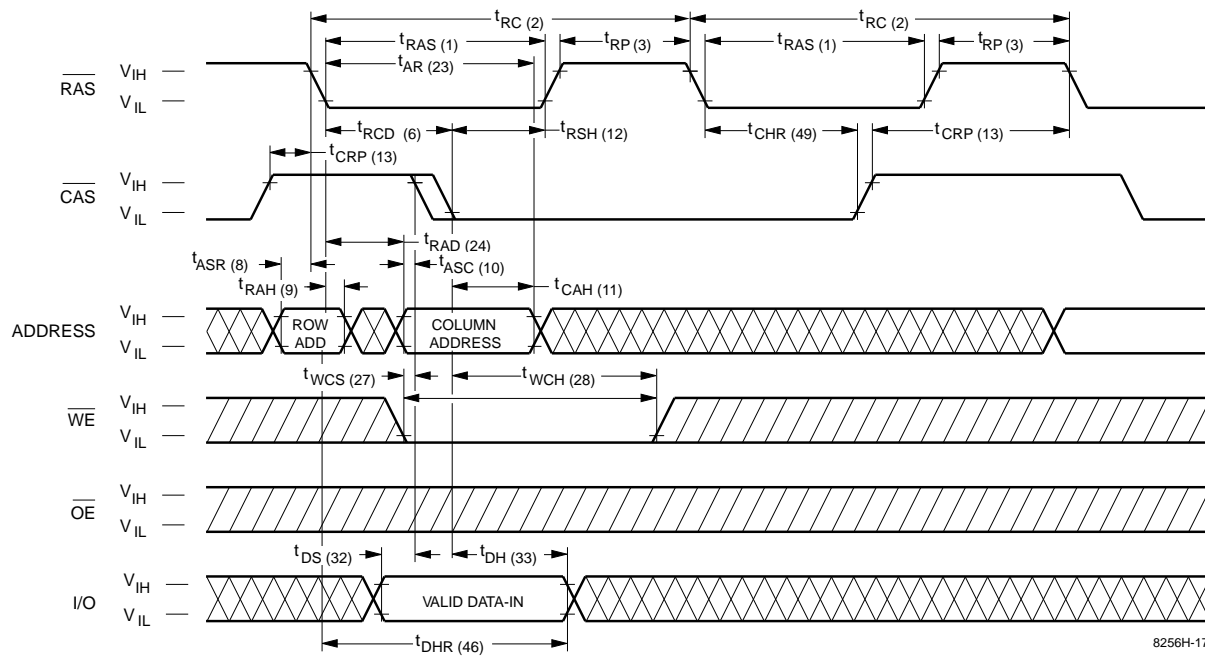 tRC (2) tRC (2)
tRAS (1) tRP (3) tRAS (1) tRP (3)
tAR (23)
RAS VIH
VIL
tRCD (6) tRSH (12) tCHR (49) tCRP (13)
tCRP (13)
CAS VIH
VIL
tRAD (24)
tASR (8) tASC (10)
tRAH (9) tCAH (11)
ADDRESS VIH
VIL
ROW
ADD
COLUMN
ADDRESS
tWCS (27) tWCH (28)
WE VIH
VIL
OE VIH
VIL
tDS (32) tDH (33)
I/O VIH
VIL
VALID DATA-IN
tDHR (46)
8256H-17